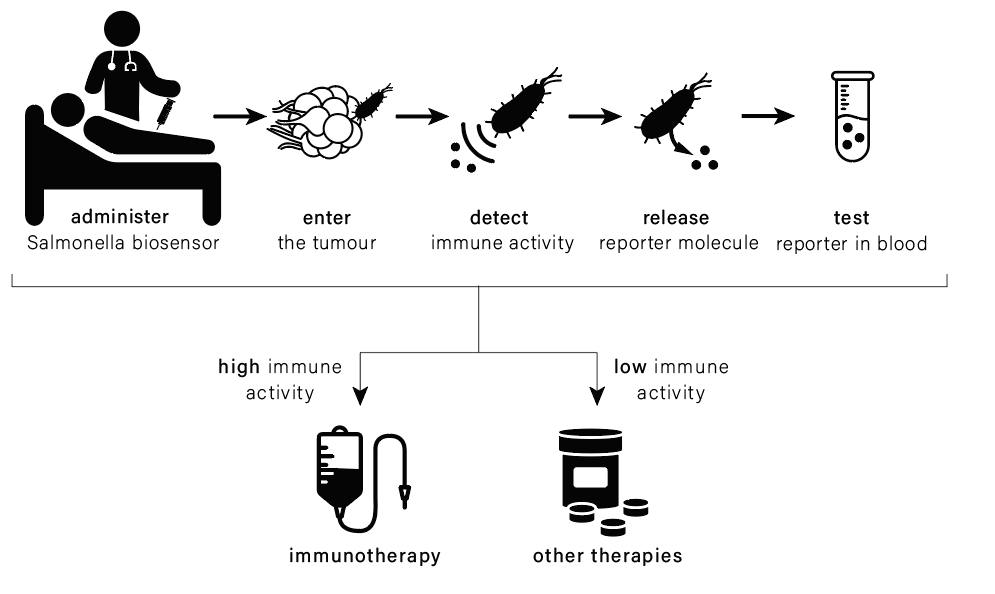 administer
Salmonella biosensor
enter
the tumour
detect
immune activity
release
reporter molecule
test
reporter in blood
high immune
activity
low immune
activity
immunotherapy
other therapies